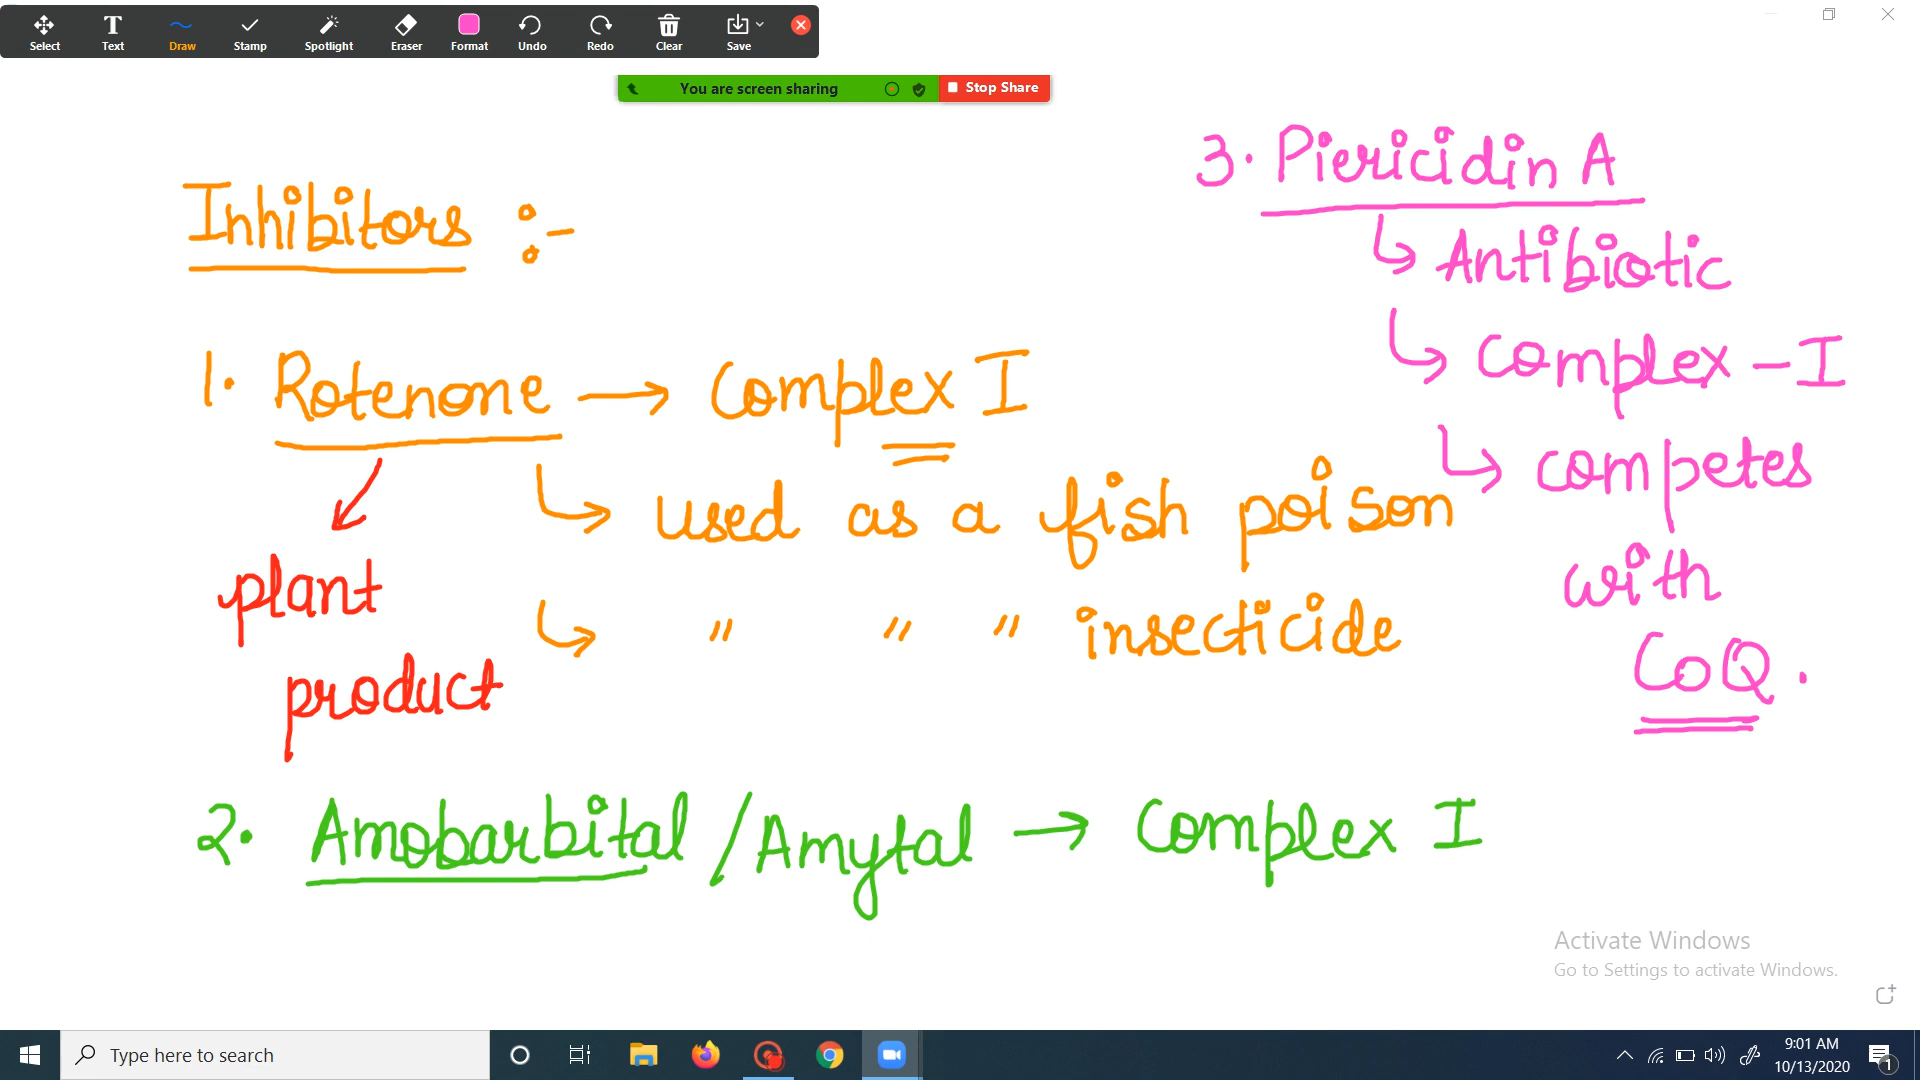 Select Text Draw Stamp Spotlight Eraser Format Undo Redo Clear Save
You are screen sharing Stop Share
Inhibitors :-
1. Rotenone → Complex I
↳ used as a fish poison
↳ " " " insecticide
plant
product
2. Amobarbital / Amytal → Complex I
3. Piericidin A
↳ Antibiotic
↳ Complex - I
↳ competes
with
CoQ.
Activate Windows
Go to Settings to activate Windows.
Type here to search
9:01 AM
10/13/2020
1